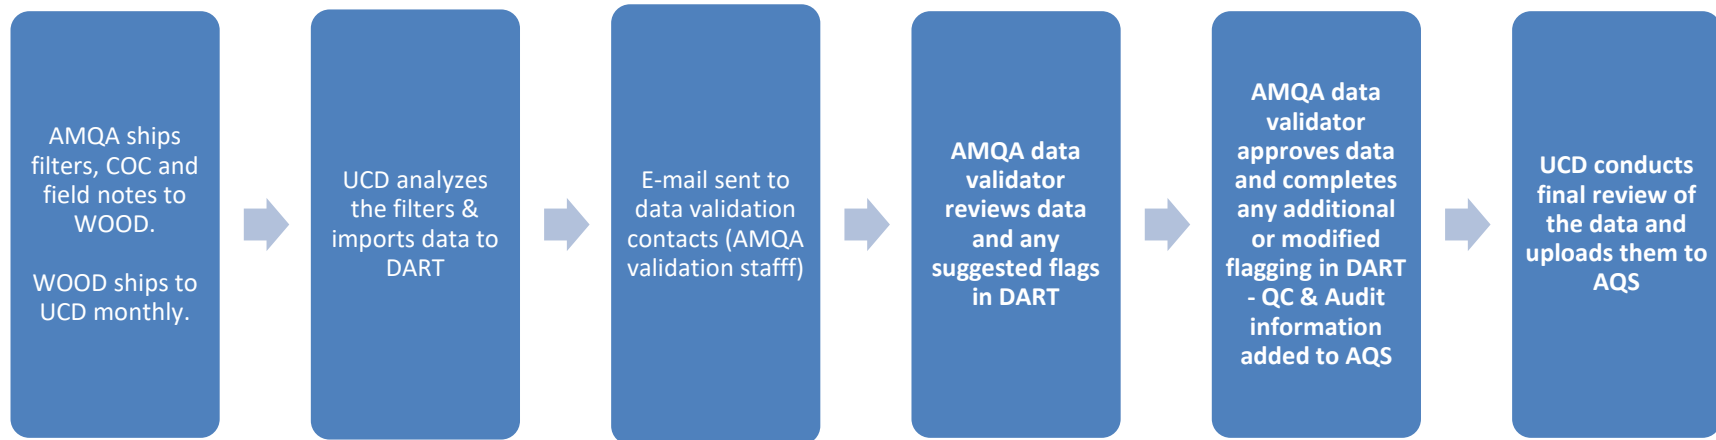 AMQA ships
filters, COC and
field notes to
WOOD.
WOOD ships to
UCD monthly.
UCD analyzes
the filters &
imports data to
DART
E-mail sent to
data validation
contacts (AMQA
validation stafff)
AMQA data
validator
reviews data
and any
suggested flags
in DART
AMQA data
validator
approves data
and completes
any additional
or modified
flagging in DART
- QC & Audit
information
added to AQS
UCD conducts
final review of
the data and
uploads them to
AQS